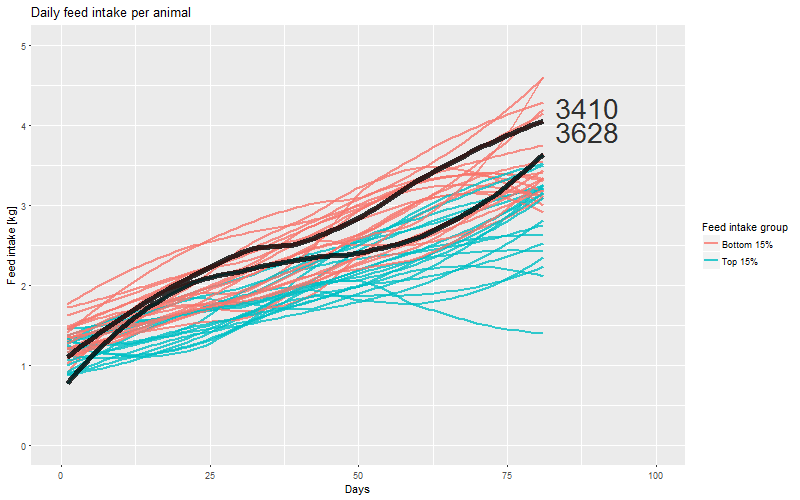 Daily feed intake per animal
5
4
3
2
1
0
Feed intake [kg]
3410
3628
0 25 50 75 100
Days
Feed intake group
Bottom 15%
Top 15%